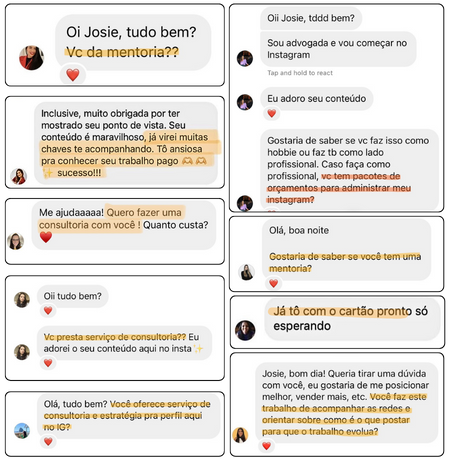 Oi Josie, tudo bem?
Vc da mentoria??
Inclusive, muito obrigada por ter
mostrado seu ponto de vista. Seu
conteúdo é maravilhoso, já virei muitas
chaves te acompanhando. Tô ansiosa
pra conhecer seu trabalho pago 🫶🫶
✨ sucesso!!!
Me ajudaaaaa! Quero fazer uma
consultoria com você ! Quanto custa?
Oii tudo bem?
Vc presta serviço de consultoria?? Eu
adorei o seu conteúdo aqui no insta ✨
Olá, tudo bem? Você oferece serviço de
consultoria e estratégia pra perfil aqui
no IG?
Oii Josie, tddd bem?
Sou advogada e vou começar no
Instagram
Tap and hold to react
Eu adoro seu conteúdo
Gostaria de saber se vc faz isso como
hobbie ou faz tb como lado
profissional. Caso faça como
profissional, vc tem pacotes de
orçamentos para administrar meu
instagram?
Olá, boa noite
Gostaria de saber se você tem uma
mentoria?
Já tô com o cartão pronto só
esperando
Josie, bom dia! Queria tirar uma dúvida
com você, eu gostaria de me posicionar
melhor, vender mais, etc. Você faz este
trabalho de acompanhar as redes e
orientar sobre como é o que postar
para que o trabalho evolua?